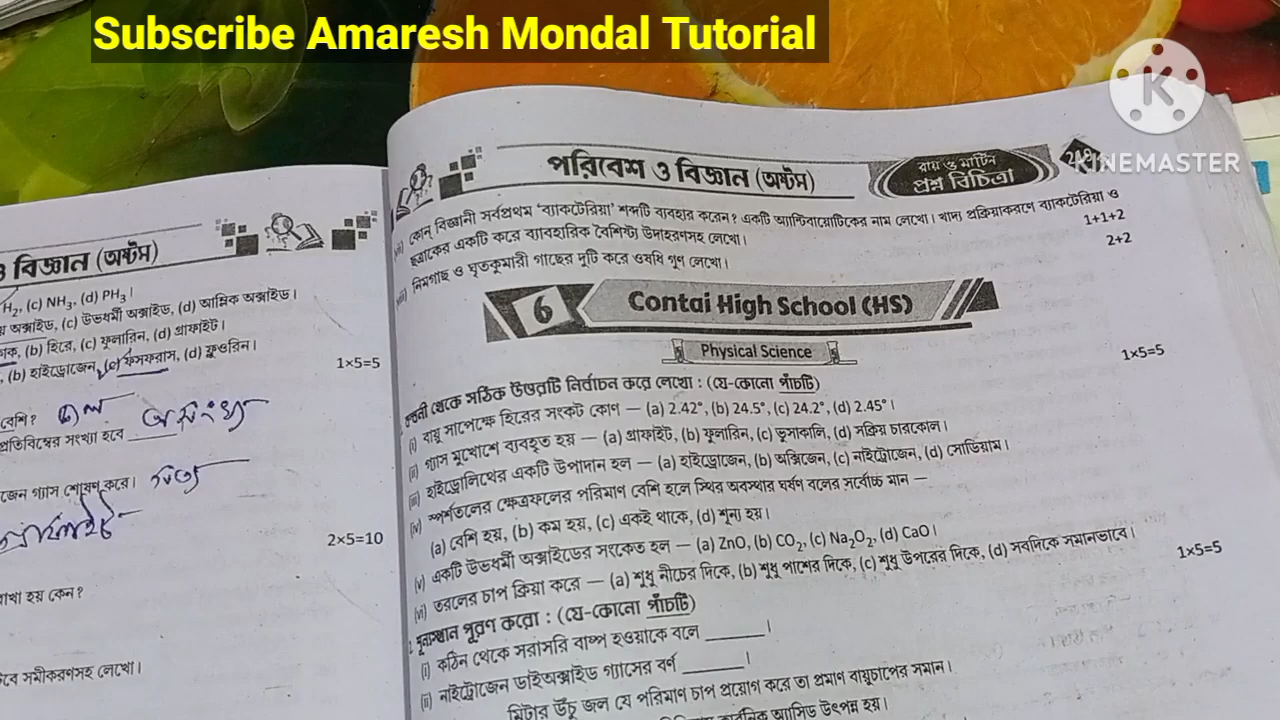 Subscribe Amaresh Mondal Tutorial
KINEMASTER
ও বিজ্ঞান (অষ্টম)
H₂, (c) NH₃, (d) PH₃।
অক্সাইড, (c) উভধর্মী অক্সাইড, (d) আম্লিক অক্সাইড।
(b) হিরে, (c) ফুলারিন, (d) গ্রাফাইট।
, (b) হাইড্রোজেন, (c) ফসফরাস, (d) ফ্লুওরিন।
1×5=5
বেশি?
অসংখ্য
প্রতিবিম্বের সংখ্যা হবে
গ্যাস শোষণ করে।
2×5=10
রাখা হয় কেন?
সমীকরণসহ লেখো।
পরিবেশ ও বিজ্ঞান (অষ্টম)
রায় ও মার্টিন
প্রশ্ন বিচিত্রা
কোন্ বিজ্ঞানী সর্বপ্রথম ‘ব্যাকটেরিয়া’ শব্দটি ব্যবহার করেন? একটি অ্যান্টিবায়োটিকের নাম লেখো। খাদ্য প্রক্রিয়াকরণে ব্যাকটেরিয়া ও
ছত্রাকের একটি করে ব্যাবহারিক বৈশিষ্ট্য উদাহরণসহ লেখো। 1+1+2
নিমগাছ ও ঘৃতকুমারী গাছের দুটি করে ওষধি গুণ লেখো। 2+2
6 Contai High School (HS)
Physical Science
থেকে সঠিক উত্তরটি নির্বাচন করে লেখো : (যে-কোনো পাঁচটি) 1×5=5
(i) বায়ু সাপেক্ষে হিরের সংকট কোণ — (a) 2.42°, (b) 24.5°, (c) 24.2°, (d) 2.45°।
(ii) গ্যাস মুখোশে ব্যবহৃত হয় — (a) গ্রাফাইট, (b) ফুলারিন, (c) ভুসাকালি, (d) সক্রিয় চারকোল।
(iii) হাইড্রোলিথের একটি উপাদান হল — (a) হাইড্রোজেন, (b) অক্সিজেন, (c) নাইট্রোজেন, (d) সোডিয়াম।
(iv) স্পর্শতলের ক্ষেত্রফলের পরিমাণ বেশি হলে স্থির অবস্থার ঘর্ষণ বলের সর্বোচ্চ মান —
(a) বেশি হয়, (b) কম হয়, (c) একই থাকে, (d) শূন্য হয়।
(v) একটি উভধর্মী অক্সাইডের সংকেত হল — (a) ZnO, (b) CO₂, (c) Na₂O₂, (d) CaO।
(vi) তরলের চাপ ক্রিয়া করে — (a) শুধু নীচের দিকে, (b) শুধু পাশের দিকে, (c) শুধু উপরের দিকে, (d) সবদিকে সমানভাবে।
শূন্যস্থান পূরণ করো : (যে-কোনো পাঁচটি) 1×5=5
(i) কঠিন থেকে সরাসরি বাষ্প হওয়াকে বলে ______।
(ii) নাইট্রোজেন ডাইঅক্সাইড গ্যাসের বর্ণ ______।
মিটার উঁচু জল যে পরিমাণ চাপ প্রয়োগ করে তা প্রমাণ বায়ুচাপের সমান।
অ্যাসিড উৎপন্ন হয়।